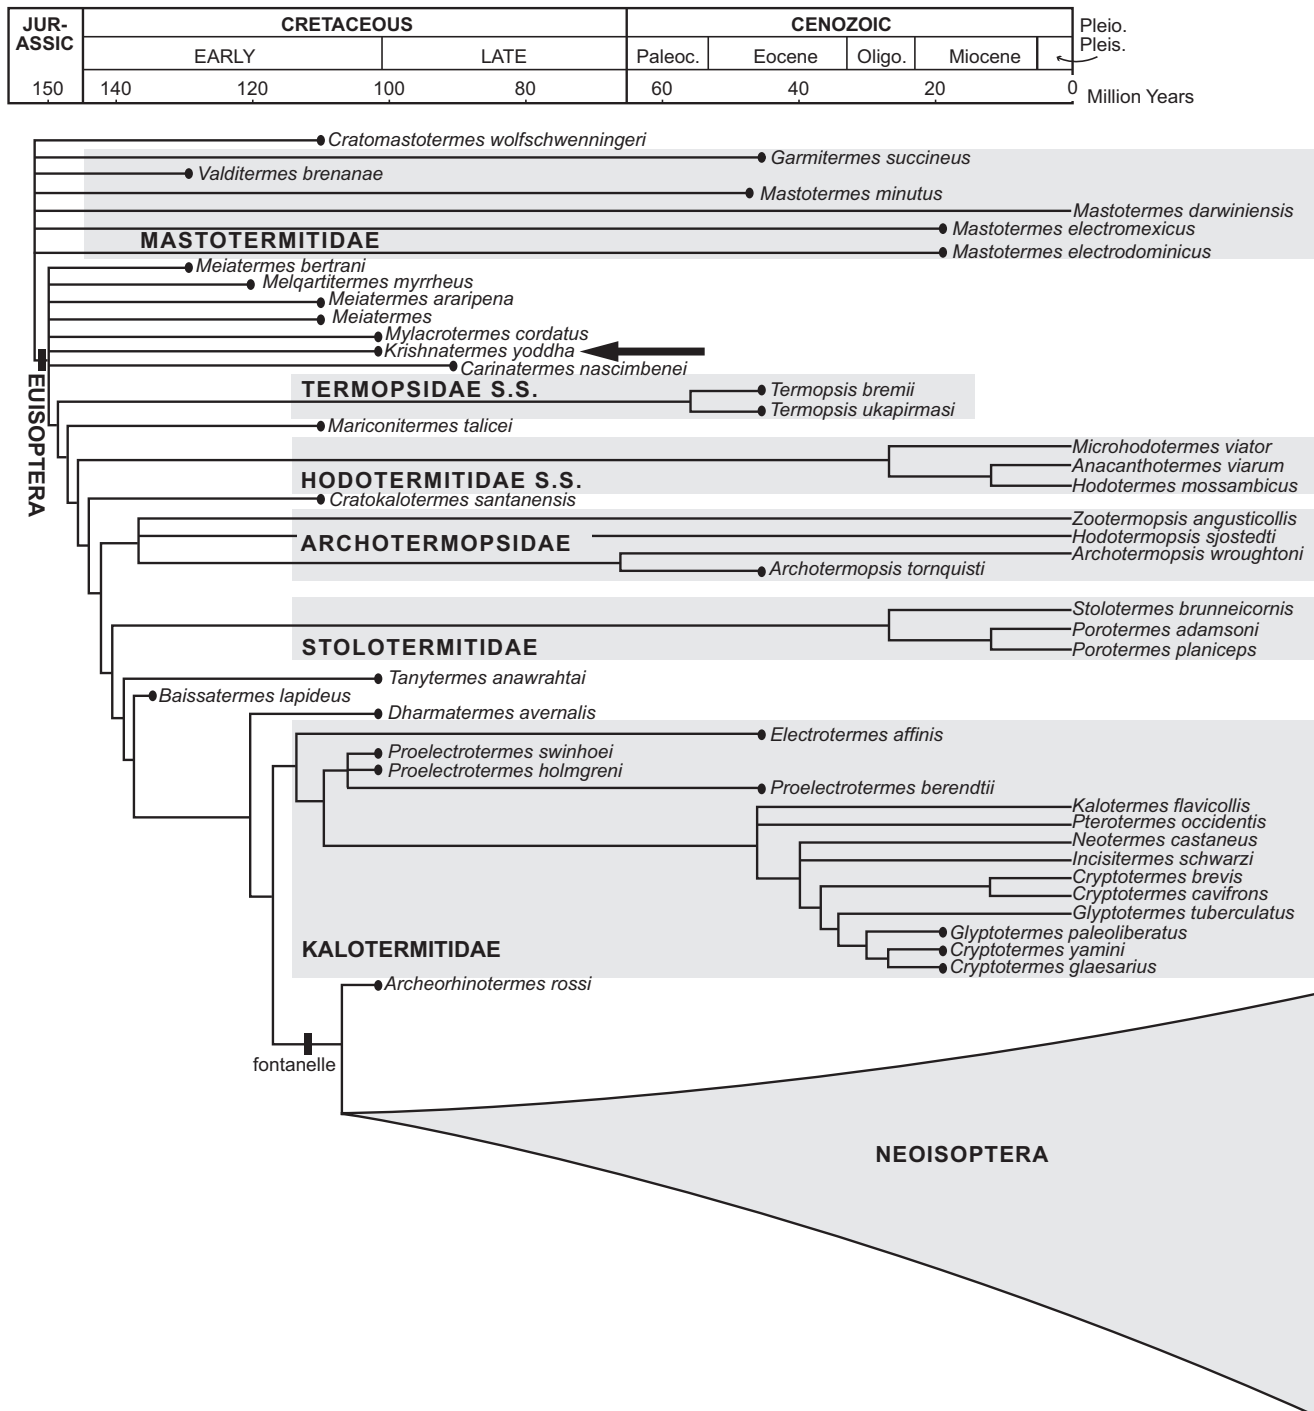 JUR-
ASSIC
CRETACEOUS
CENOZOIC
Pleio.
Pleis.
EARLY
LATE
Paleoc.
Eocene
Oligo.
Miocene
150
140
120
100
80
60
40
20
0
Million Years
Cratomastotermes wolfschwenningeri
Garmitermes succineus
Valditermes brenanae
Mastotermes minutus
Mastotermes darwiniensis
Mastotermes electromexicus
MASTOTERMITIDAE
Mastotermes electrodominicus
Meiatermes bertrani
Melqartitermes myrrheus
Meiatermes araripena
Meiatermes
Mylacrotermes cordatus
Krishnatermes yoddha
Carinatermes nascimbenei
EUISOPTERA
TERMOPSIDAE S.S.
Termopsis bremii
Termopsis ukapirmasi
Mariconitermes talicei
Microhodotermes viator
Anacanthotermes viarum
HODOTERMITIDAE S.S.
Hodotermes mossambicus
Cratokalotermes santanensis
Zootermopsis angusticollis
Hodotermopsis sjostedti
ARCHOTERMOPSIDAE
Archotermopsis wroughtoni
Archotermopsis tornquisti
Stolotermes brunneicornis
Porotermes adamsoni
STOLOTERMITIDAE
Porotermes planiceps
Tanytermes anawrahtai
Baissatermes lapideus
Dharmatermes avernalis
Electrotermes affinis
Proelectrotermes swinhoei
Proelectrotermes holmgreni
Proelectrotermes berendtii
Kalotermes flavicollis
Pterotermes occidentis
Neotermes castaneus
Incisitermes schwarzi
Cryptotermes brevis
Cryptotermes cavifrons
Glyptotermes tuberculatus
Glyptotermes paleoliberatus
KALOTERMITIDAE
Cryptotermes yamini
Cryptotermes glaesarius
Archeorhinotermes rossi
fontanelle
NEOISOPTERA